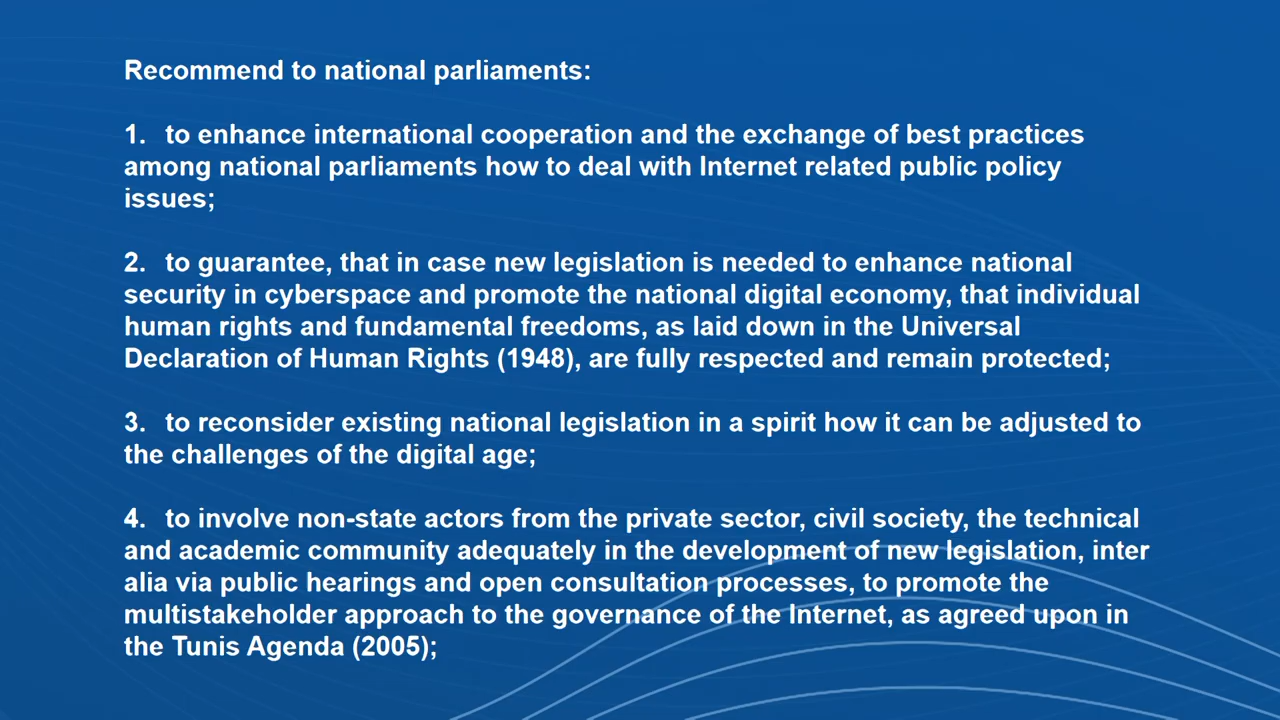 Recommend to national parliaments:
1. to enhance international cooperation and the exchange of best practices
among national parliaments how to deal with Internet related public policy
issues;
2. to guarantee, that in case new legislation is needed to enhance national
security in cyberspace and promote the national digital economy, that individual
human rights and fundamental freedoms, as laid down in the Universal
Declaration of Human Rights (1948), are fully respected and remain protected;
3. to reconsider existing national legislation in a spirit how it can be adjusted to
the challenges of the digital age;
4. to involve non-state actors from the private sector, civil society, the technical
and academic community adequately in the development of new legislation, inter
alia via public hearings and open consultation processes, to promote the
multistakeholder approach to the governance of the Internet, as agreed upon in
the Tunis Agenda (2005);